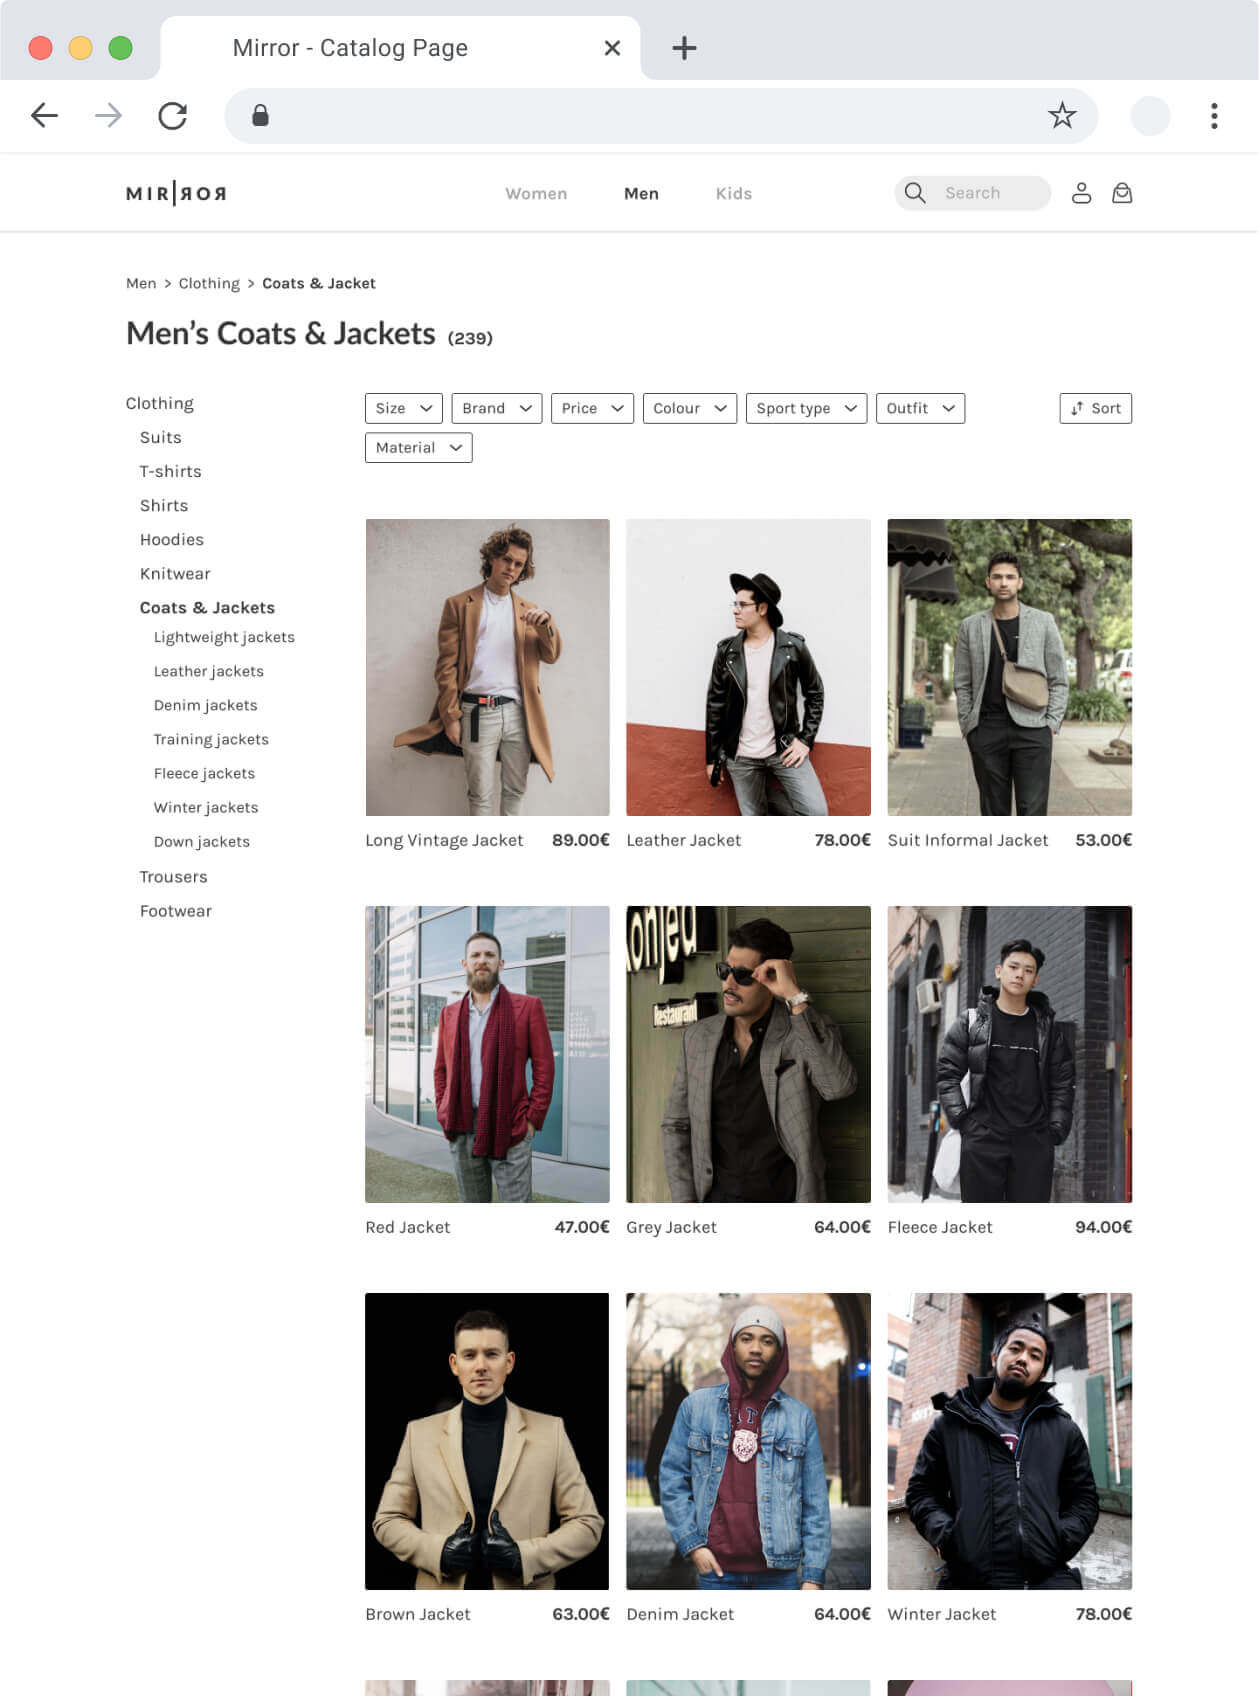 Mirror - Catalog Page
MIR|ЯOЯ
Women Men Kids
Search
Men > Clothing > Coats & Jacket
Men's Coats & Jackets (239)
Clothing
Suits
T-shirts
Shirts
Hoodies
Knitwear
Coats & Jackets
Lightweight jackets
Leather jackets
Denim jackets
Training jackets
Fleece jackets
Winter jackets
Down jackets
Trousers
Footwear
Size Brand Price Colour Sport type Outfit Sort
Material
Long Vintage Jacket 89.00€
Leather Jacket 78.00€
Suit Informal Jacket 53.00€
konjed
Restaurant
Red Jacket 47.00€
Grey Jacket 64.00€
Fleece Jacket 94.00€
Brown Jacket 63.00€
Denim Jacket 64.00€
Winter Jacket 78.00€